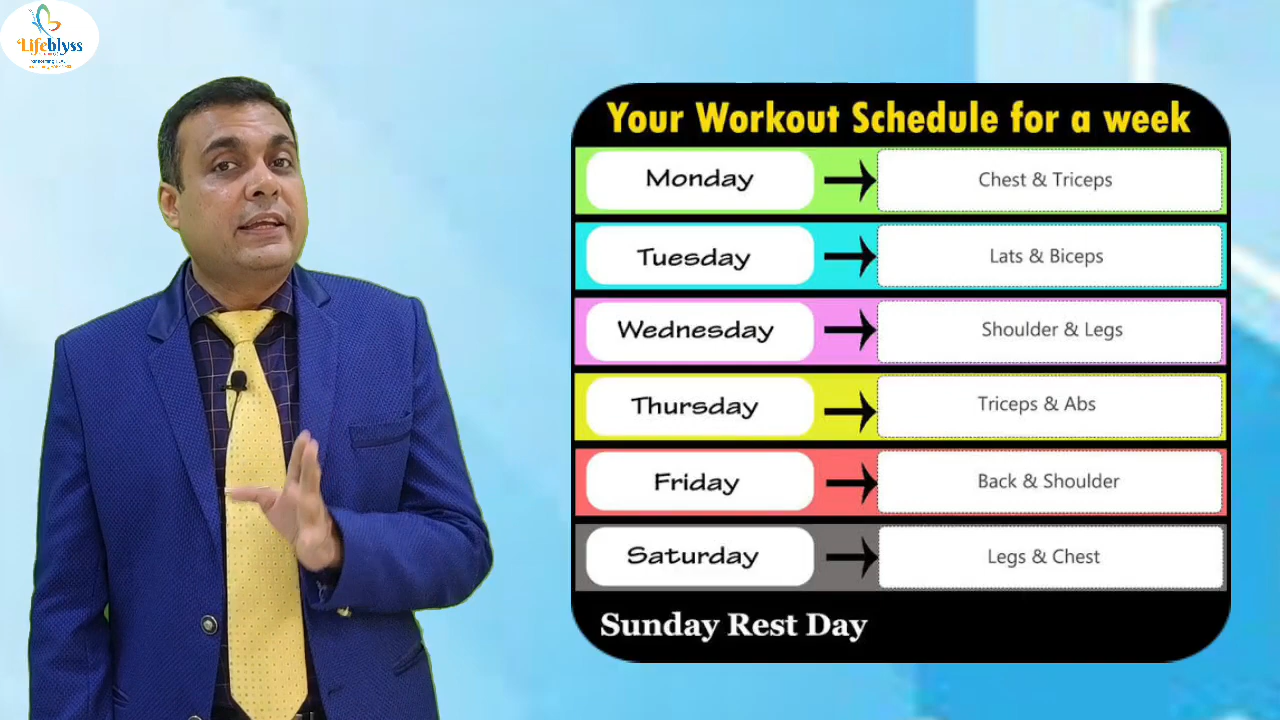 Lifeblyss
Your Workout Schedule for a week
Monday
Chest & Triceps
Tuesday
Lats & Biceps
Wednesday
Shoulder & Legs
Thursday
Triceps & Abs
Friday
Back & Shoulder
Saturday
Legs & Chest
Sunday Rest Day